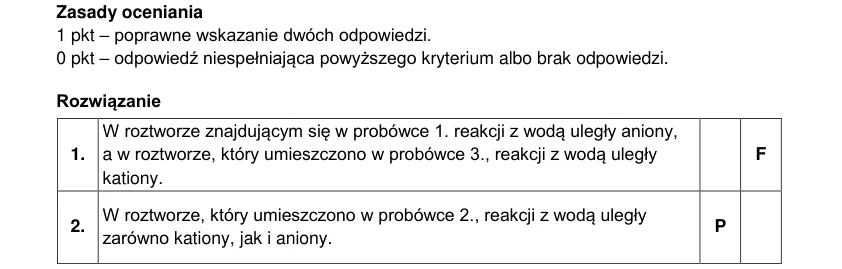 Zasady oceniania
1 pkt – poprawne wskazanie dwóch odpowiedzi.
0 pkt – odpowiedź niespełniająca powyższego kryterium albo brak odpowiedzi.
Rozwiązanie
1. W roztworze znajdującym się w probówce 1. reakcji z wodą uległy aniony,
a w roztworze, który umieszczono w probówce 3., reakcji z wodą uległy F
kationy.
2. W roztworze, który umieszczono w probówce 2., reakcji z wodą uległy
zarówno kationy, jak i aniony. P